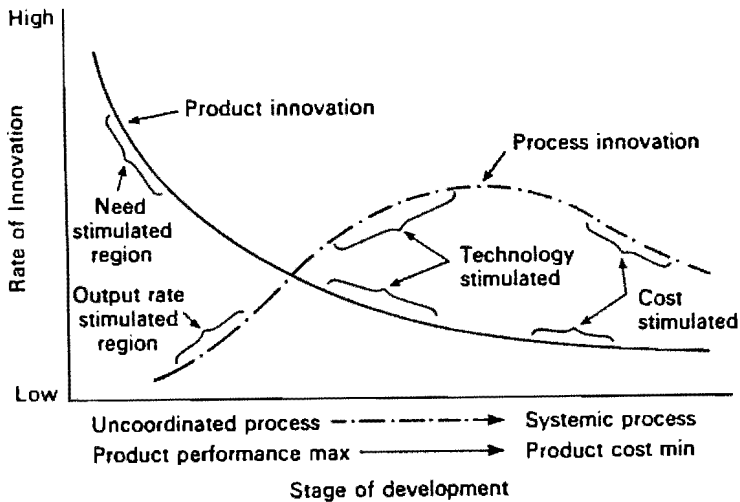 High
Product innovation
Process innovation
Rate of Innovation
Need
stimulated
region
Technology
stimulated
Output rate
stimulated
region
Cost
stimulated
Low
Uncoordinated process
Systemic process
Product performance max
Product cost min
Stage of development